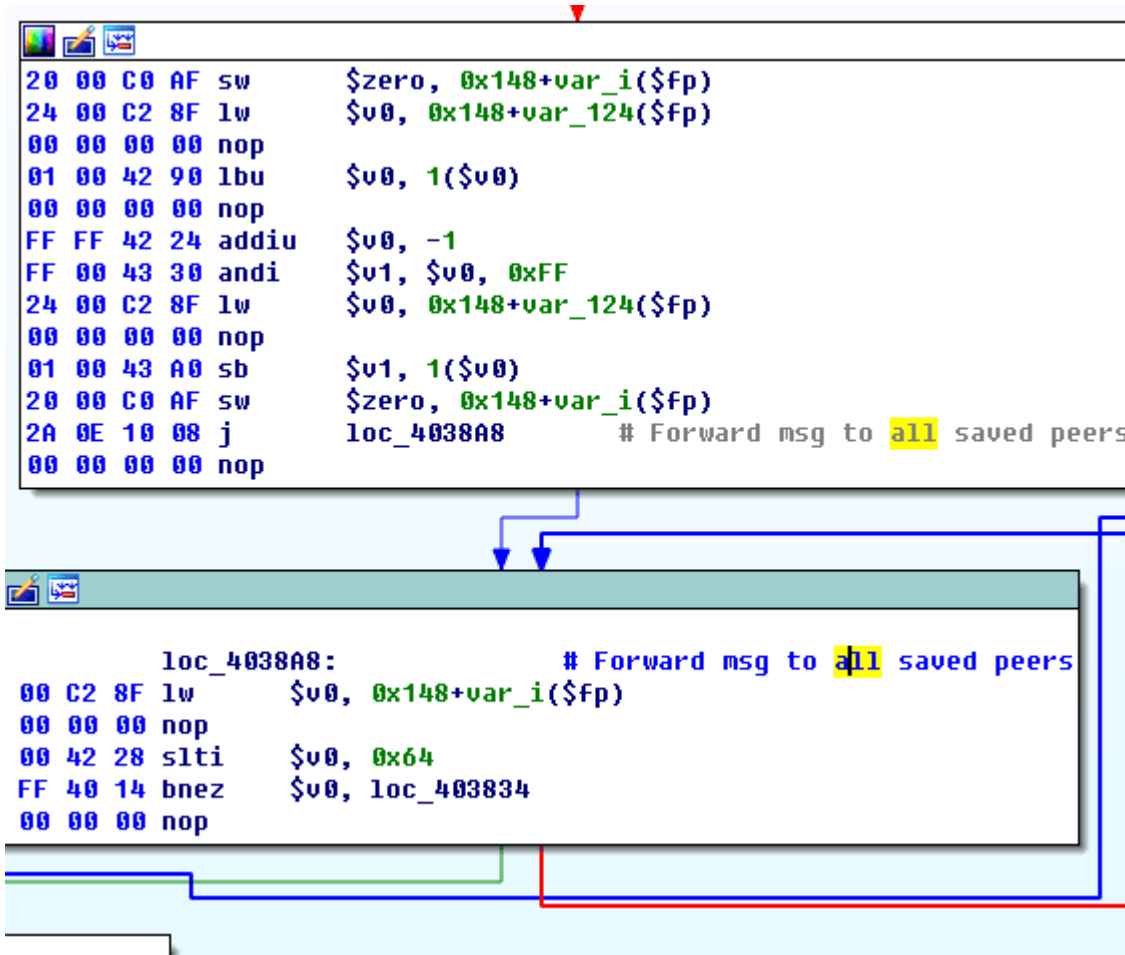 20 00 C0 AF sw $zero, 0x148+var_i($fp)
24 00 C2 8F lw $v0, 0x148+var_124($fp)
00 00 00 00 nop
01 00 42 90 lbu $v0, 1($v0)
00 00 00 00 nop
FF FF 42 24 addiu $v0, -1
FF 00 43 30 andi $v1, $v0, 0xFF
24 00 C2 8F lw $v0, 0x148+var_124($fp)
00 00 00 00 nop
01 00 43 A0 sb $v1, 1($v0)
20 00 C0 AF sw $zero, 0x148+var_i($fp)
2A 0E 10 08 j loc_4038A8 # Forward msg to all saved peers
00 00 00 00 nop
loc_4038A8: # Forward msg to all saved peers
00 C2 8F lw $v0, 0x148+var_i($fp)
00 00 00 nop
00 42 28 slti $v0, 0x64
FF 40 14 bnez $v0, loc_403834
00 00 00 nop